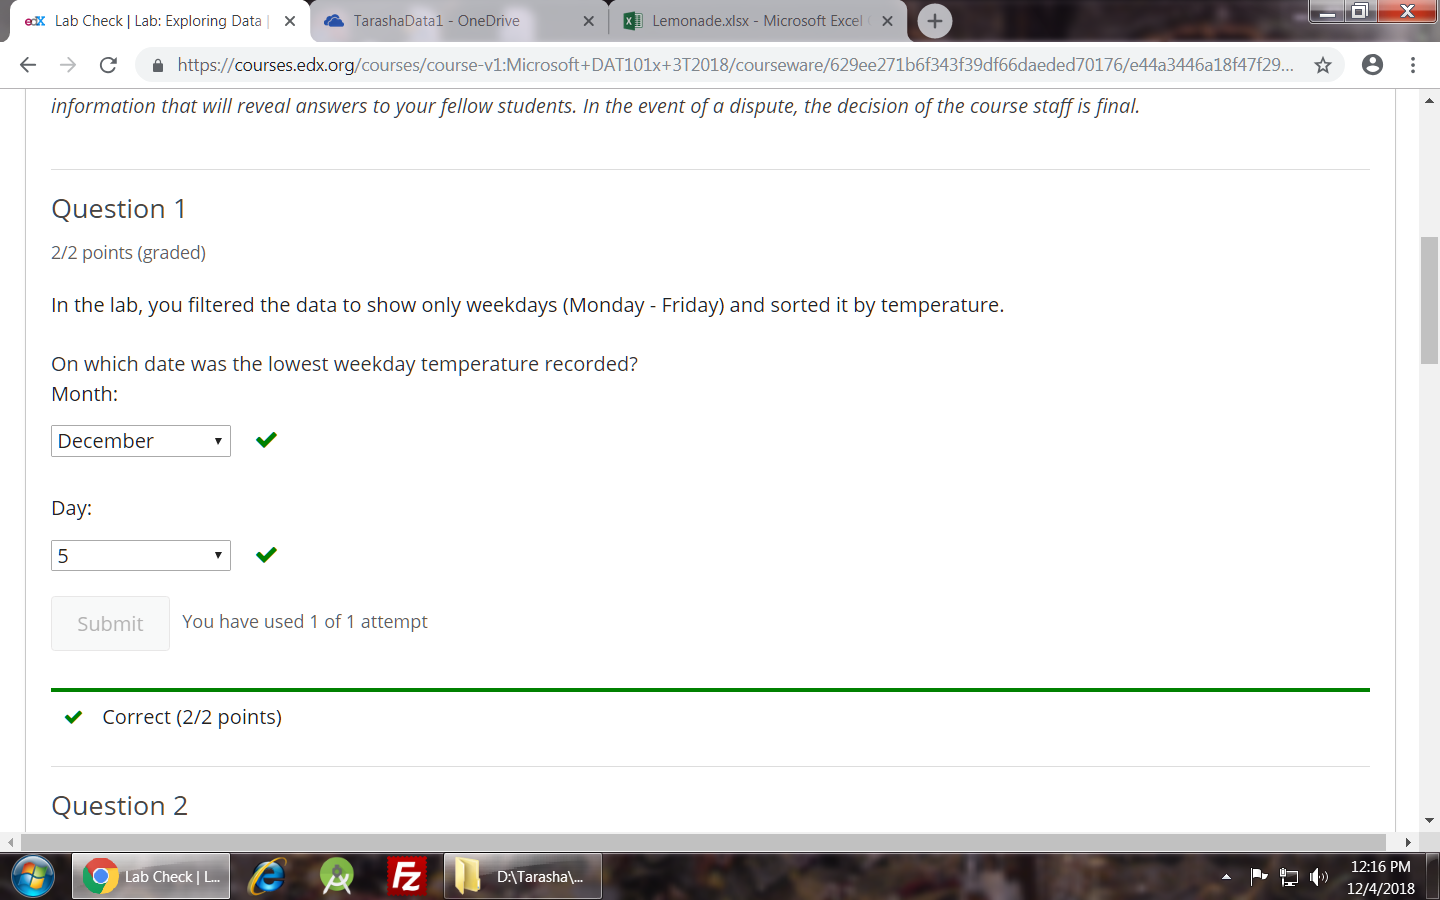 edX Lab Check | Lab: Exploring Data |
TarashaData1 - OneDrive
Lemonade.xlsx - Microsoft Excel
https://courses.edx.org/courses/course-v1:Microsoft+DAT101x+3T2018/courseware/629ee271b6f343f39df66daeded70176/e44a3446a18f47f29...
information that will reveal answers to your fellow students. In the event of a dispute, the decision of the course staff is final.
Question 1
2/2 points (graded)
In the lab, you filtered the data to show only weekdays (Monday - Friday) and sorted it by temperature.
On which date was the lowest weekday temperature recorded?
Month:
December
Day:
5
Submit You have used 1 of 1 attempt
Correct (2/2 points)
Question 2
Lab Check | L...
Fz
D:\Tarasha\...
12:16 PM
12/4/2018